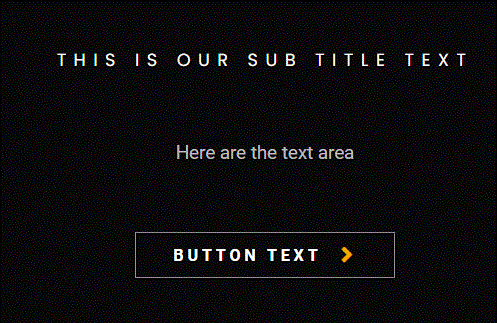 THIS IS OUR SUB TITLE TEXT
Here are the text area
BUTTON TEXT